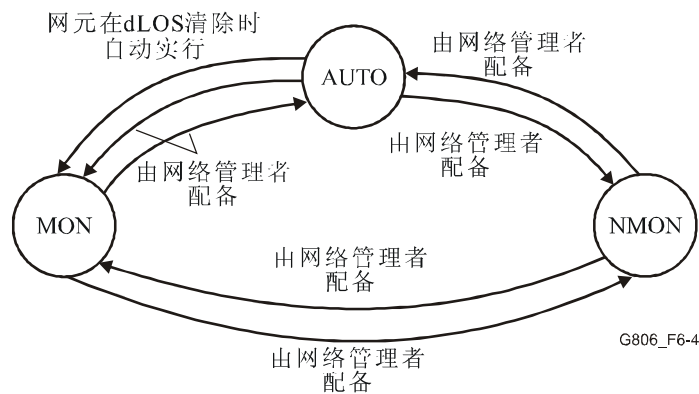 网元在dLOS清除时
自动实行
AUTO
由网络管理者
配备
由网络管理者
配备
由网络管理者
配备
MON
NMON
由网络管理者
配备
由网络管理者
配备
G806_F6-4